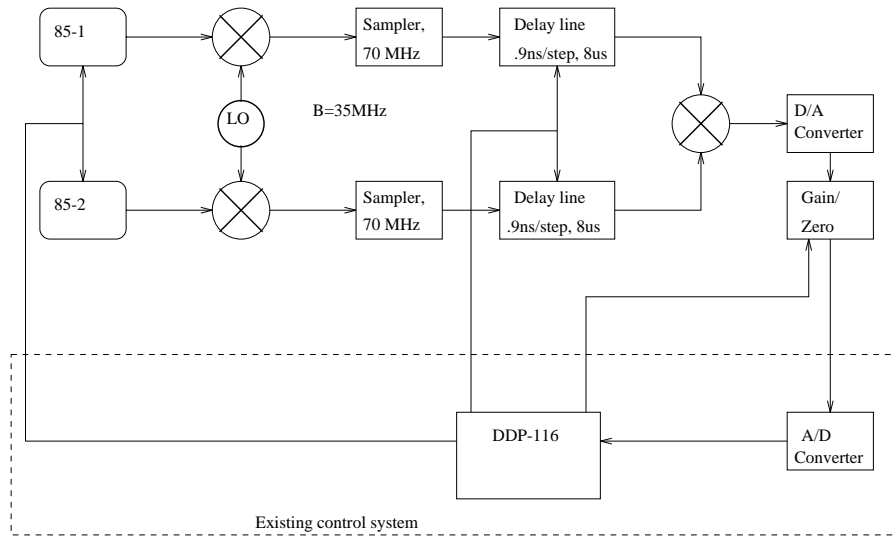 85-1
Sampler,
70 MHz
Delay line
.9ns/step, 8us
LO
B=35MHz
D/A
Converter
85-2
Sampler,
70 MHz
Delay line
.9ns/step, 8us
Gain/
Zero
DDP-116
A/D
Converter
Existing control system